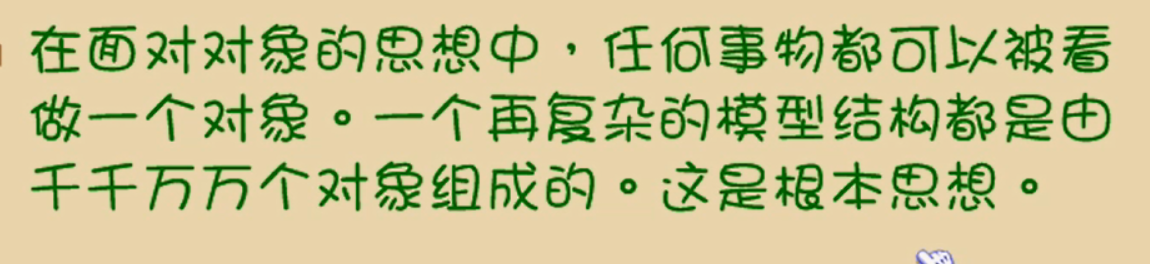 在面对对象的思想中，任何事物都可以被看
做一个对象。一个再复杂的模型结构都是由
千千万万个对象组成的。这是根本思想。